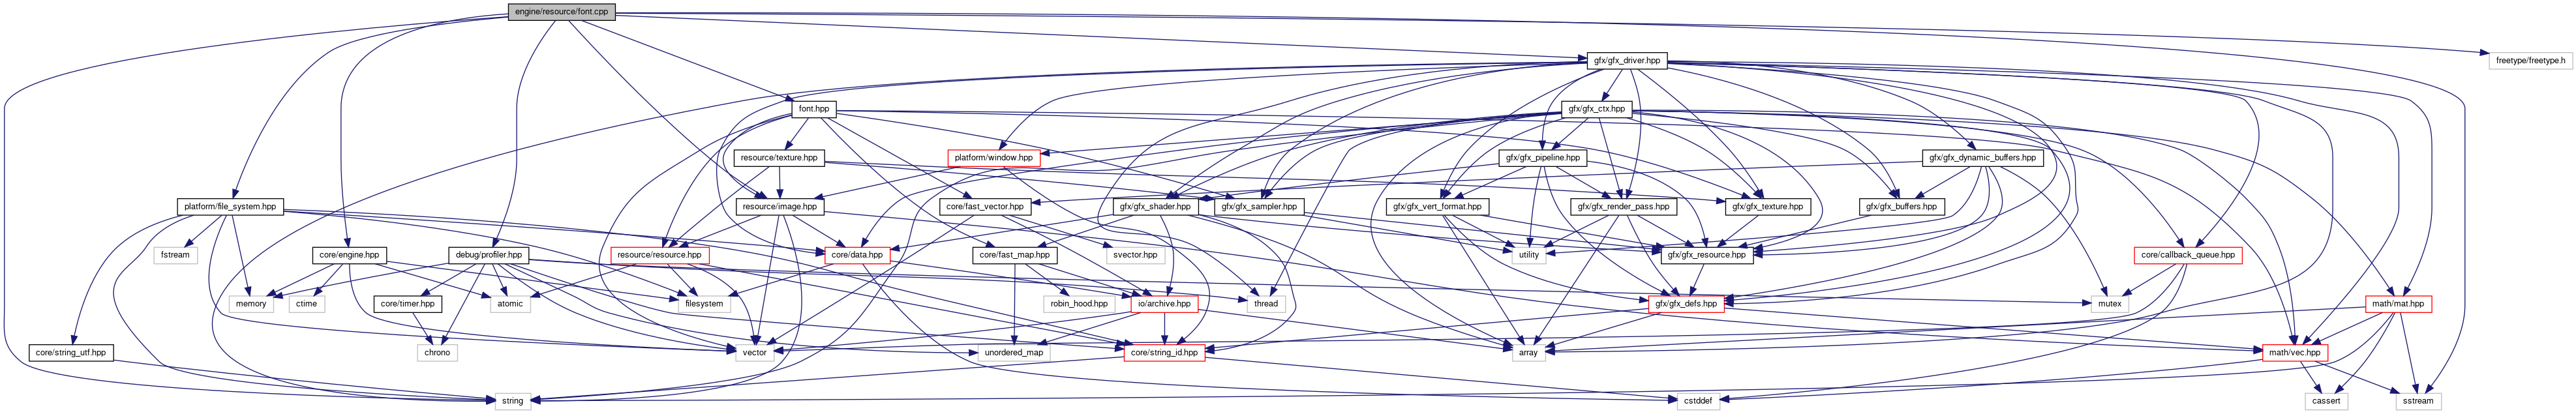 engine/resource/font.cpp
gfx/gfx_driver.hpp
freetype/freetype.h
font.hpp
gfx/gfx_ctx.hpp
resource/texture.hpp
platform/window.hpp
gfx/gfx_pipeline.hpp
gfx/gfx_dynamic_buffers.hpp
platform/file_system.hpp
resource/image.hpp
core/fast_vector.hpp
gfx/gfx_shader.hpp
gfx/gfx_sampler.hpp
gfx/gfx_vert_format.hpp
gfx/gfx_render_pass.hpp
gfx/gfx_texture.hpp
gfx/gfx_buffers.hpp
fstream
core/engine.hpp
debug/profiler.hpp
resource/resource.hpp
core/data.hpp
core/fast_map.hpp
svector.hpp
utility
gfx/gfx_resource.hpp
core/callback_queue.hpp
memory
ctime
core/timer.hpp
atomic
filesystem
robin_hood.hpp
io/archive.hpp
thread
gfx/gfx_defs.hpp
mutex
math/mat.hpp
core/string_utf.hpp
chrono
vector
unordered_map
core/string_id.hpp
array
math/vec.hpp
string
cstddef
cassert
sstream